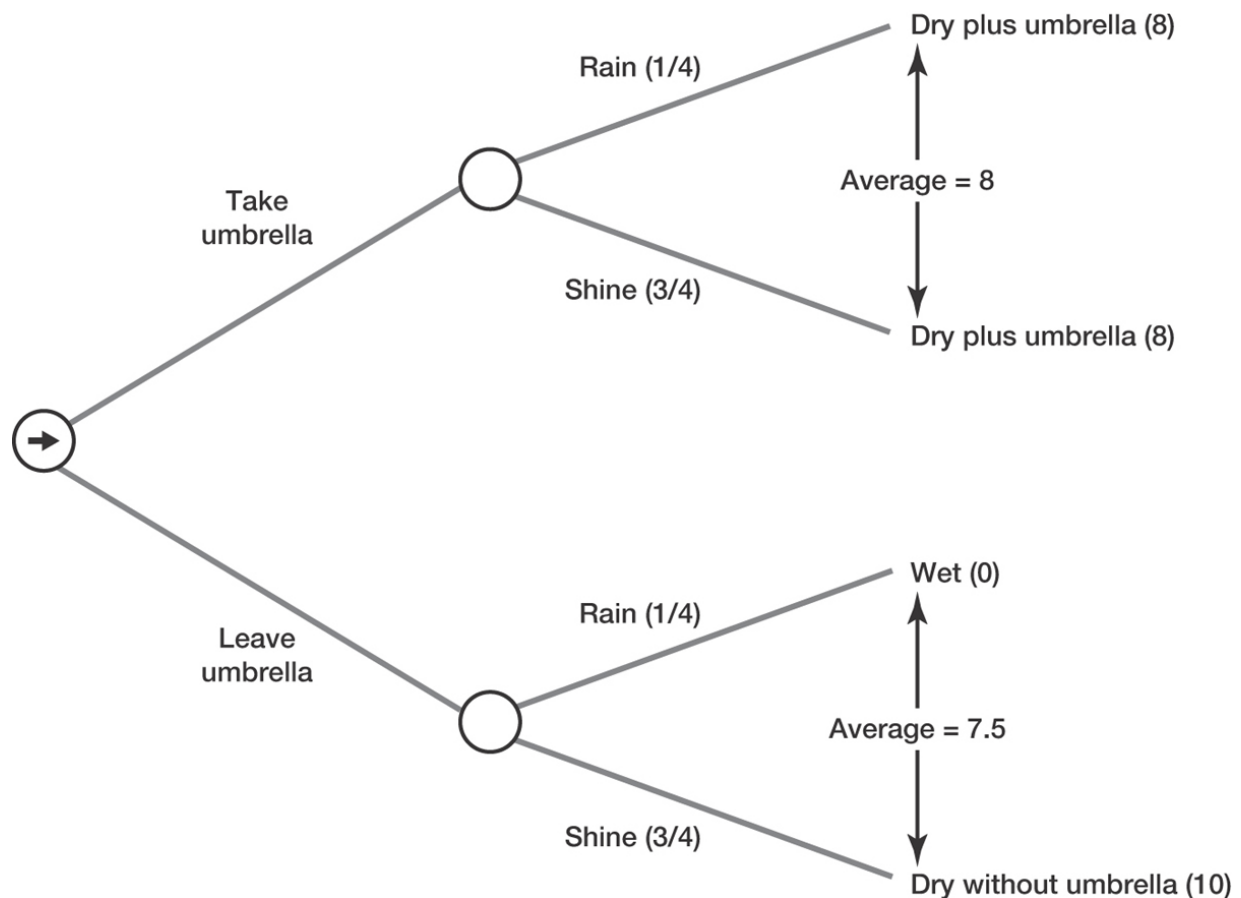 Dry plus umbrella (8)
Rain (1/4)
Average = 8
Take
umbrella
Shine (3/4)
Dry plus umbrella (8)
Wet (0)
Rain (1/4)
Leave
umbrella
Average = 7.5
Shine (3/4)
Dry without umbrella (10)